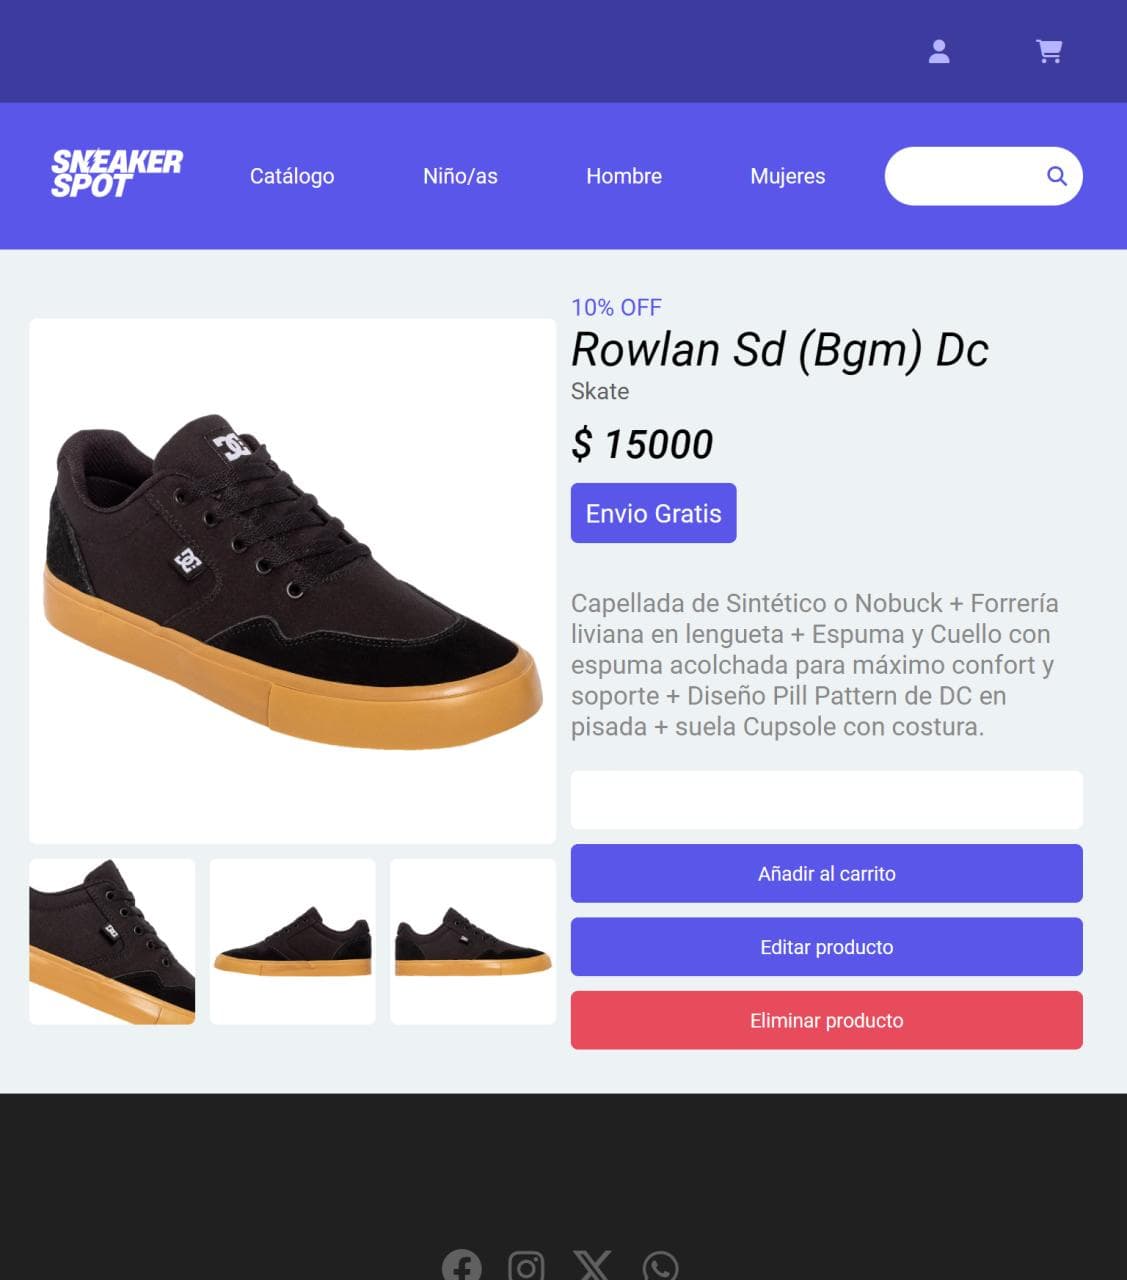 SNEAKER
SPOT
Catálogo
Niño/as
Hombre
Mujeres
10% OFF
Rowlan Sd (Bgm) Dc
Skate
$ 15000
Envio Gratis
Capellada de Sintético o Nobuck + Forrería
liviana en lengueta + Espuma y Cuello con
espuma acolchada para máximo confort y
soporte + Diseño Pill Pattern de DC en
pisada + suela Cupsole con costura.
Añadir al carrito
Editar producto
Eliminar producto